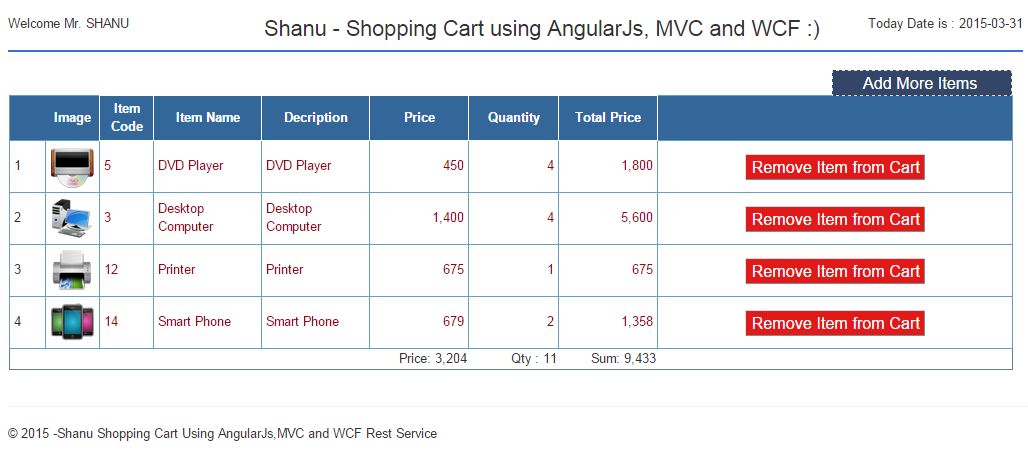 Welcome Mr. SHANU
Shanu - Shopping Cart using AngularJs, MVC and WCF :)
Today Date is : 2015-03-31
Add More Items
Image Item Code Item Name Decription Price Quantity Total Price
1 5 DVD Player DVD Player 450 4 1,800 Remove Item from Cart
2 3 Desktop Computer Desktop Computer 1,400 4 5,600 Remove Item from Cart
3 12 Printer Printer 675 1 675 Remove Item from Cart
4 14 Smart Phone Smart Phone 679 2 1,358 Remove Item from Cart
Price: 3,204 Qty : 11 Sum: 9,433
© 2015 -Shanu Shopping Cart Using AngularJs,MVC and WCF Rest Service